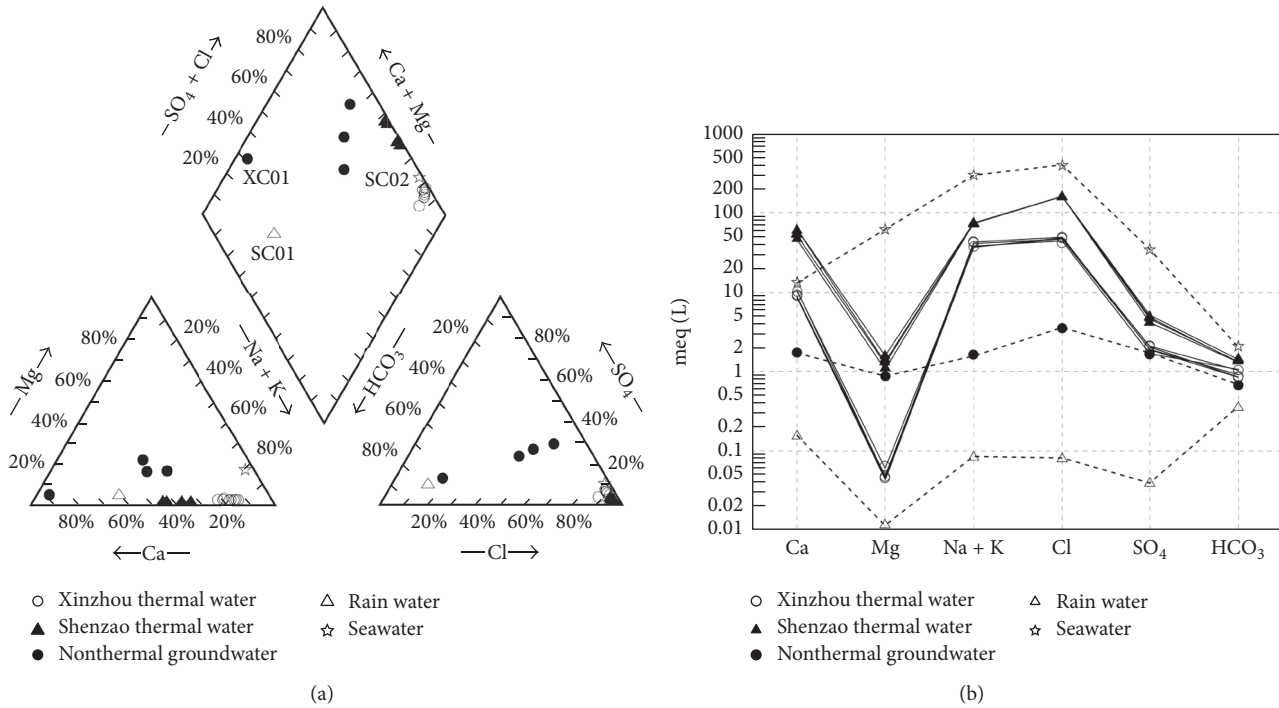 80%
60%
40%
20%
—SO₄ + Cl→
←Ca + Mg—
XC01
SC02
SC01
80%
60%
40%
20%
—Mg→
20%
40%
60%
80%
—Na + K→
80%
60%
40%
20%
←Ca—
←HCO₃—
20%
40%
60%
80%
80%
60%
40%
20%
←SO₄—
20%
40%
60%
80%
—Cl→
Xinzhou thermal water
Shenzao thermal water
Nonthermal groundwater
Rain water
Seawater
(a)
meq (L)
1000
100
50
20
10
5
2
1
0.5
0.2
0.1
0.05
0.02
0.01
Ca Mg Na + K Cl SO₄ HCO₃
Xinzhou thermal water
Shenzao thermal water
Nonthermal groundwater
Rain water
Seawater
(b)